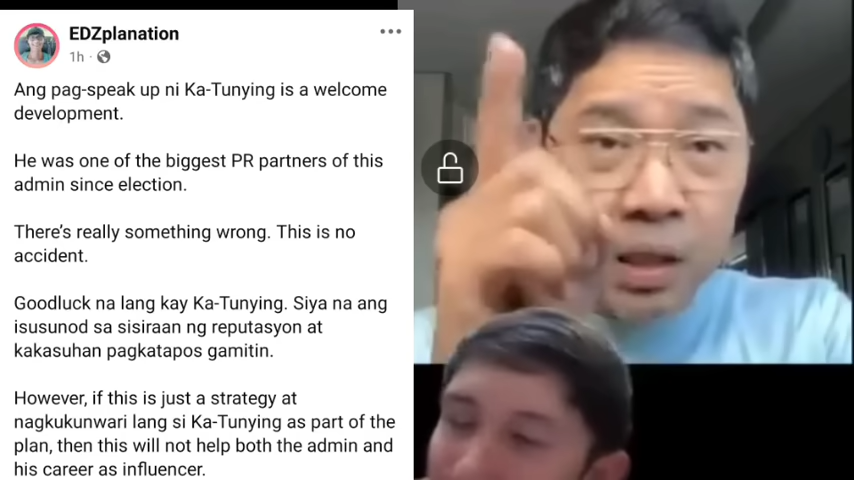 EDZplanation
1h
Ang pag-speak up ni Ka-Tunying is a welcome
development.
He was one of the biggest PR partners of this
admin since election.
There's really something wrong. This is no
accident.
Goodluck na lang kay Ka-Tunying. Siya na ang
isusunod sa sisiraan ng reputasyon at
kakasuhan pagkatapos gamitin.
However, if this is just a strategy at
nagkukunwari lang si Ka-Tunying as part of the
plan, then this will not help both the admin and
his career as influencer.